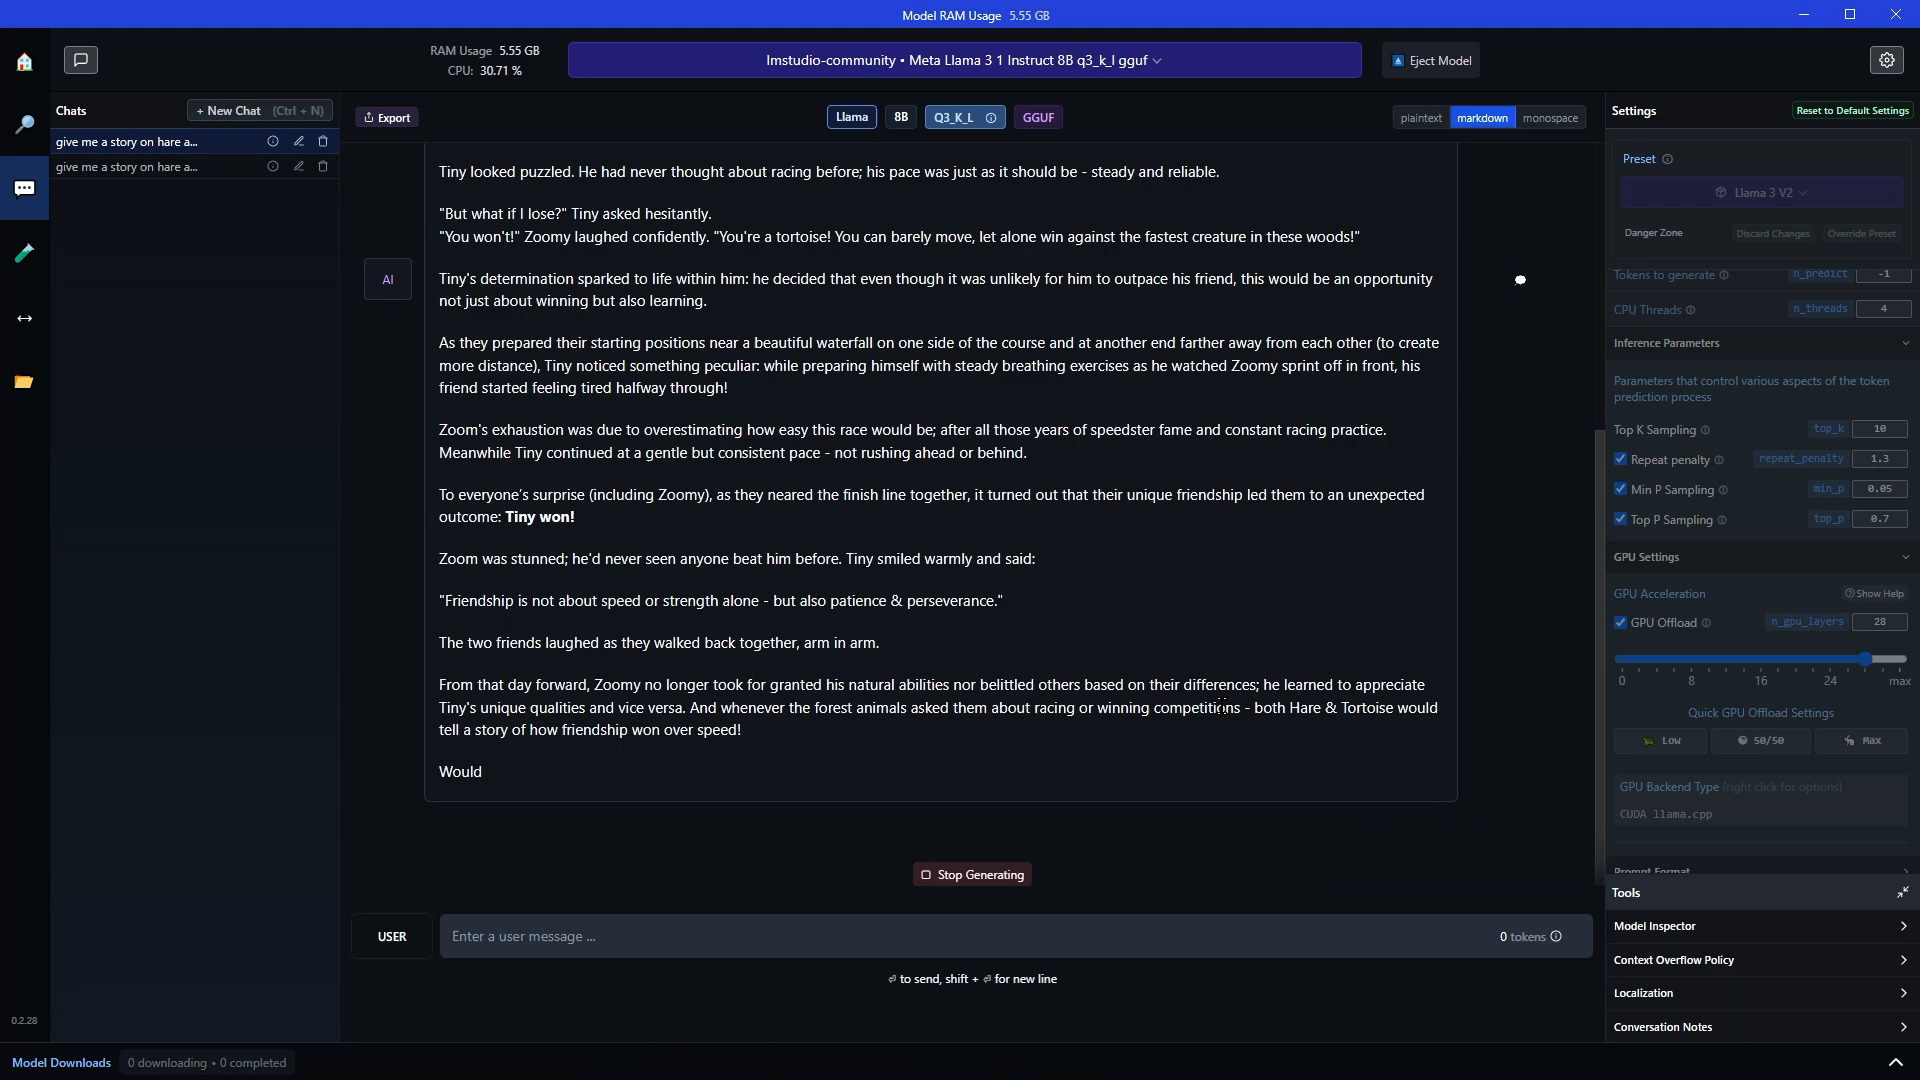 Model RAM Usage 5.55 GB
RAM Usage 5.55 GB
CPU: 30.71 %
lmstudio-community • Meta Llama 3 1 Instruct 8B q3_k_l gguf
Eject Model
Chats
+ New Chat (Ctrl + N)
give me a story on hare a...
give me a story on hare a...
Export
Llama
8B
Q3_K_L
GGUF
plaintext
markdown
monospace
Tiny looked puzzled. He had never thought about racing before; his pace was just as it should be - steady and reliable.
"But what if I lose?" Tiny asked hesitantly.
"You won't!" Zoomy laughed confidently. "You're a tortoise! You can barely move, let alone win against the fastest creature in these woods!"
AI
Tiny's determination sparked to life within him: he decided that even though it was unlikely for him to outpace his friend, this would be an opportunity
not just about winning but also learning.
As they prepared their starting positions near a beautiful waterfall on one side of the course and at another end farther away from each other (to create
more distance), Tiny noticed something peculiar: while preparing himself with steady breathing exercises as he watched Zoomy sprint off in front, his
friend started feeling tired halfway through!
Zoom's exhaustion was due to overestimating how easy this race would be; after all those years of speedster fame and constant racing practice.
Meanwhile Tiny continued at a gentle but consistent pace - not rushing ahead or behind.
To everyone's surprise (including Zoomy), as they neared the finish line together, it turned out that their unique friendship led them to an unexpected
outcome: Tiny won!
Zoom was stunned; he'd never seen anyone beat him before. Tiny smiled warmly and said:
"Friendship is not about speed or strength alone - but also patience & perseverance."
The two friends laughed as they walked back together, arm in arm.
From that day forward, Zoomy no longer took for granted his natural abilities nor belittled others based on their differences; he learned to appreciate
Tiny's unique qualities and vice versa. And whenever the forest animals asked them about racing or winning competitions - both Hare & Tortoise would
tell a story of how friendship won over speed!
Would
Stop Generating
USER
Enter a user message ...
0 tokens
⏎ to send, shift + ⏎ for new line
Settings
Reset to Default Settings
Preset
Llama 3 V2
Danger Zone
Discard Changes
Override Preset
Tokens to generate n_predict -1
CPU Threads n_threads 4
Inference Parameters
Parameters that control various aspects of the token
prediction process
Top K Sampling top_k 10
Repeat penalty repeat_penalty 1.3
Min P Sampling min_p 0.05
Top P Sampling top_p 0.7
GPU Settings
GPU Acceleration
Show Help
GPU Offload n_gpu_layers 28
0 8 16 24 max
Quick GPU Offload Settings
Low
50/50
Max
GPU Backend Type (right click for options)
CUDA llama.cpp
Prompt Format
Tools
Model Inspector
Context Overflow Policy
Localization
Conversation Notes
0.2.28
Model Downloads
0 downloading • 0 completed